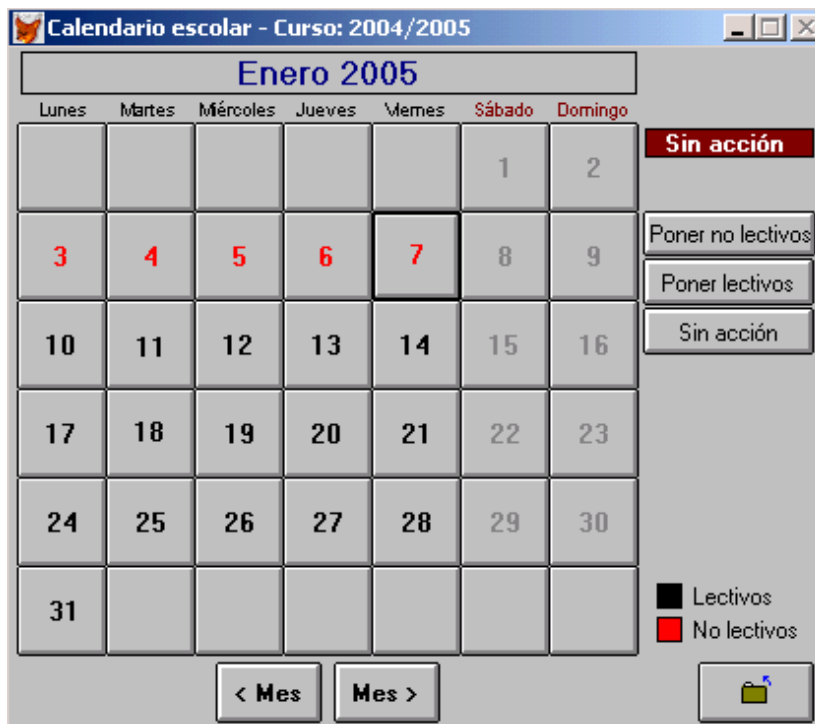 Calendario escolar - Curso: 2004/2005
Enero 2005
Lunes Martes Miércoles Jueves Viernes Sábado Domingo
1 2
Sin acción
3 4 5 6 7 8 9
Poner no lectivos
Poner lectivos
10 11 12 13 14 15 16
Sin acción
17 18 19 20 21 22 23
24 25 26 27 28 29 30
31
Lectivos
No lectivos
< Mes Mes >